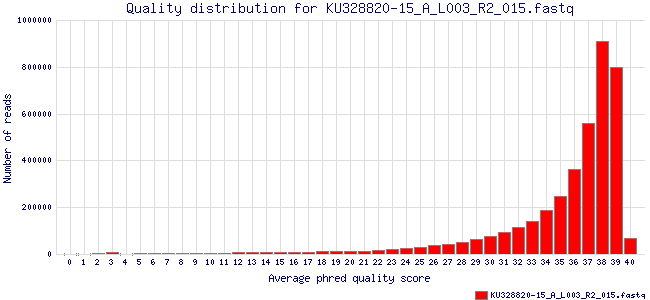 Quality distribution for KU328820-15_A_L003_R2_015.fastq
1000000
800000
600000
400000
200000
0
Number of reads
0 1 2 3 4 5 6 7 8 9 10 11 12 13 14 15 16 17 18 19 20 21 22 23 24 25 26 27 28 29 30 31 32 33 34 35 36 37 38 39 40
Average phred quality score
KU328820-15_A_L003_R2_015.fastq